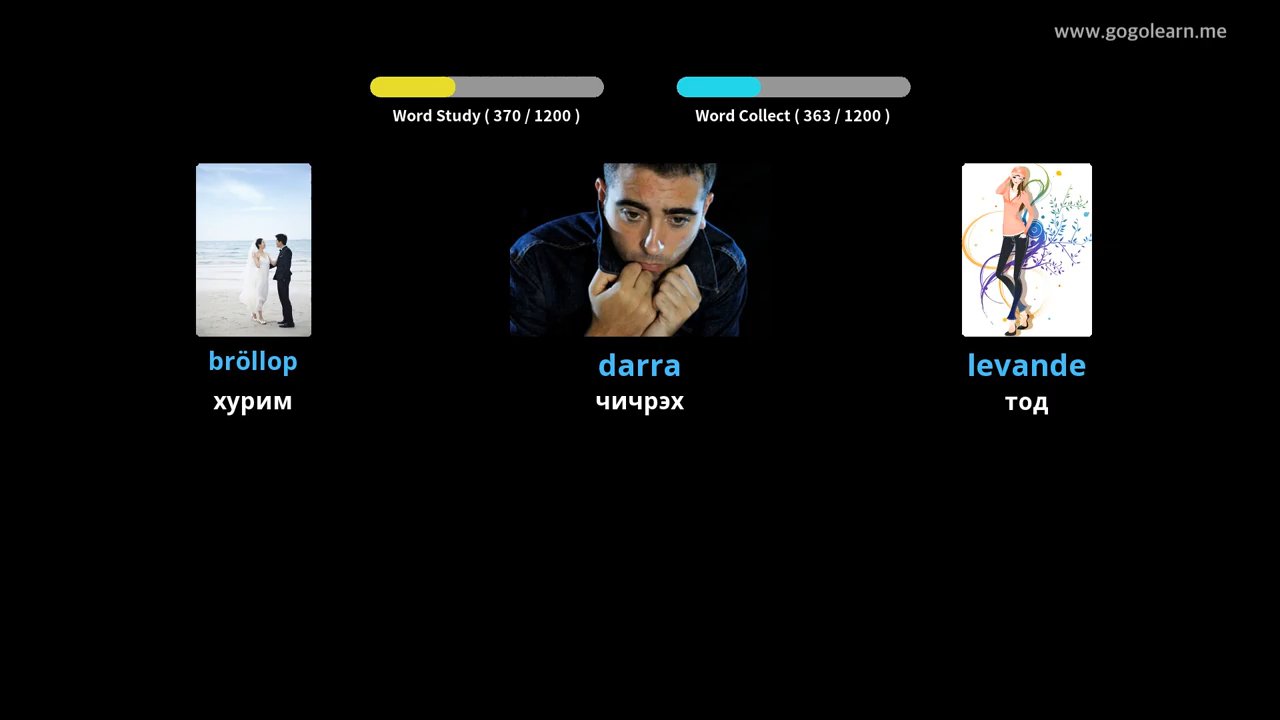 www.gogolearn.me
Word Study ( 370 / 1200 )
Word Collect ( 363 / 1200 )
bröllop
хурим
darra
чичрэх
levande
тод